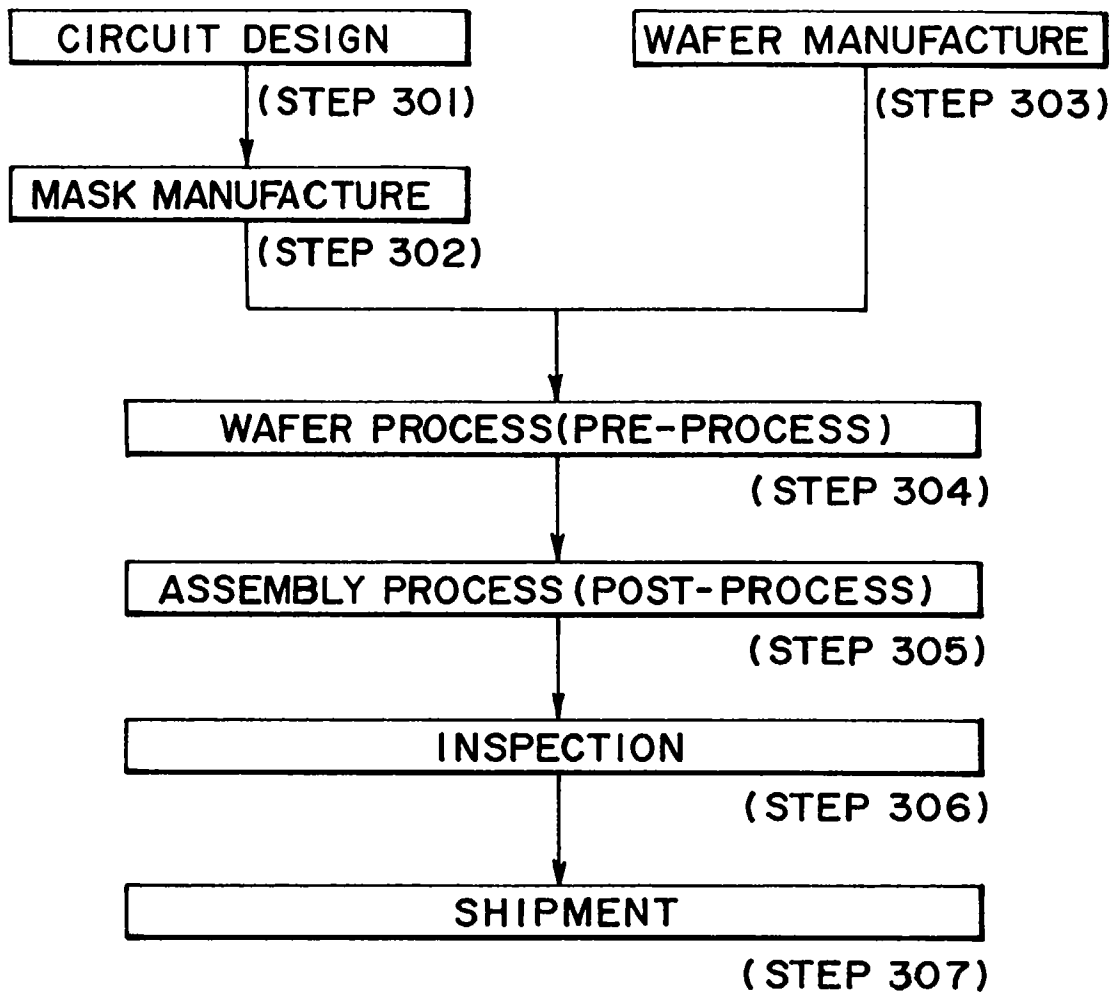 CIRCUIT DESIGN
(STEP 301)
WAFER MANUFACTURE
(STEP 303)
MASK MANUFACTURE
(STEP 302)
WAFER PROCESS(PRE-PROCESS)
(STEP 304)
ASSEMBLY PROCESS(POST-PROCESS)
(STEP 305)
INSPECTION
(STEP 306)
SHIPMENT
(STEP 307)